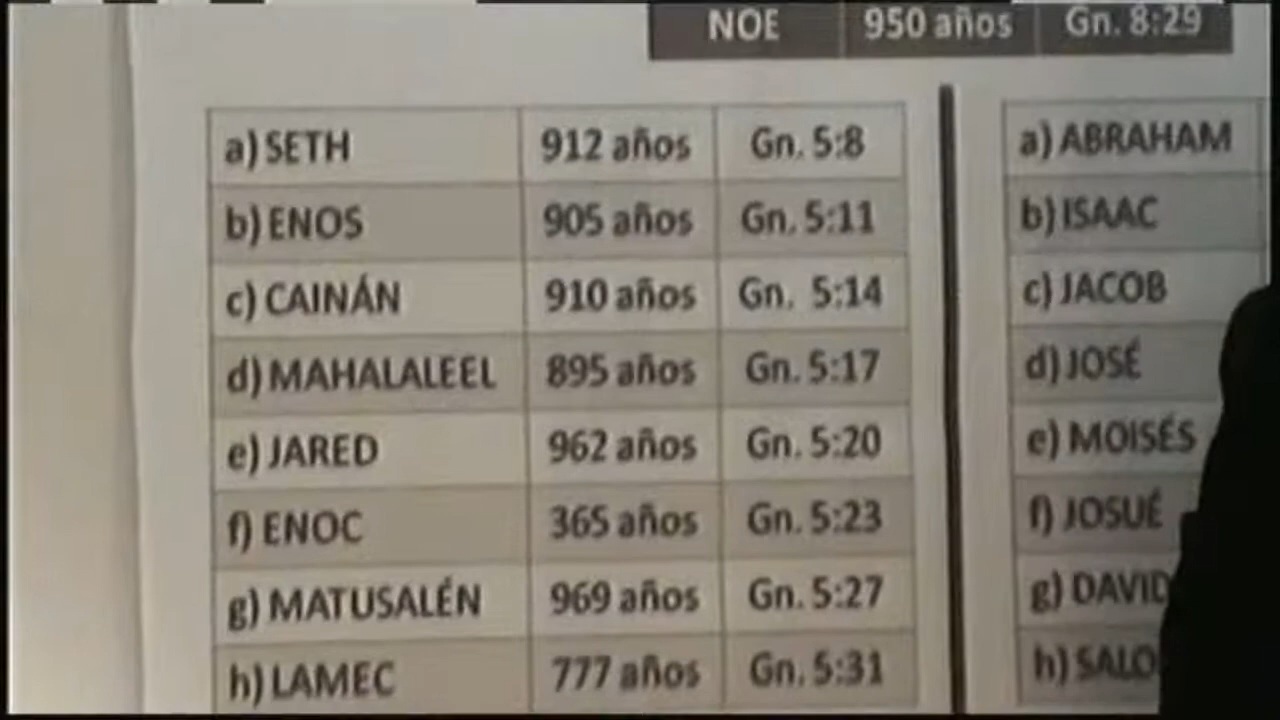 NOE 950 años Gn. 8:29
a) SETH 912 años Gn. 5:8
b) ENOS 905 años Gn. 5:11
c) CAINÁN 910 años Gn. 5:14
d) MAHALALEEL 895 años Gn. 5:17
e) JARED 962 años Gn. 5:20
f) ENOC 365 años Gn. 5:23
g) MATUSALÉN 969 años Gn. 5:27
h) LAMEC 777 años Gn. 5:31
a) ABRAHAM
b) ISAAC
c) JACOB
d) JOSÉ
e) MOISÉS
f) JOSUÉ
g) DAVID
h) SALO